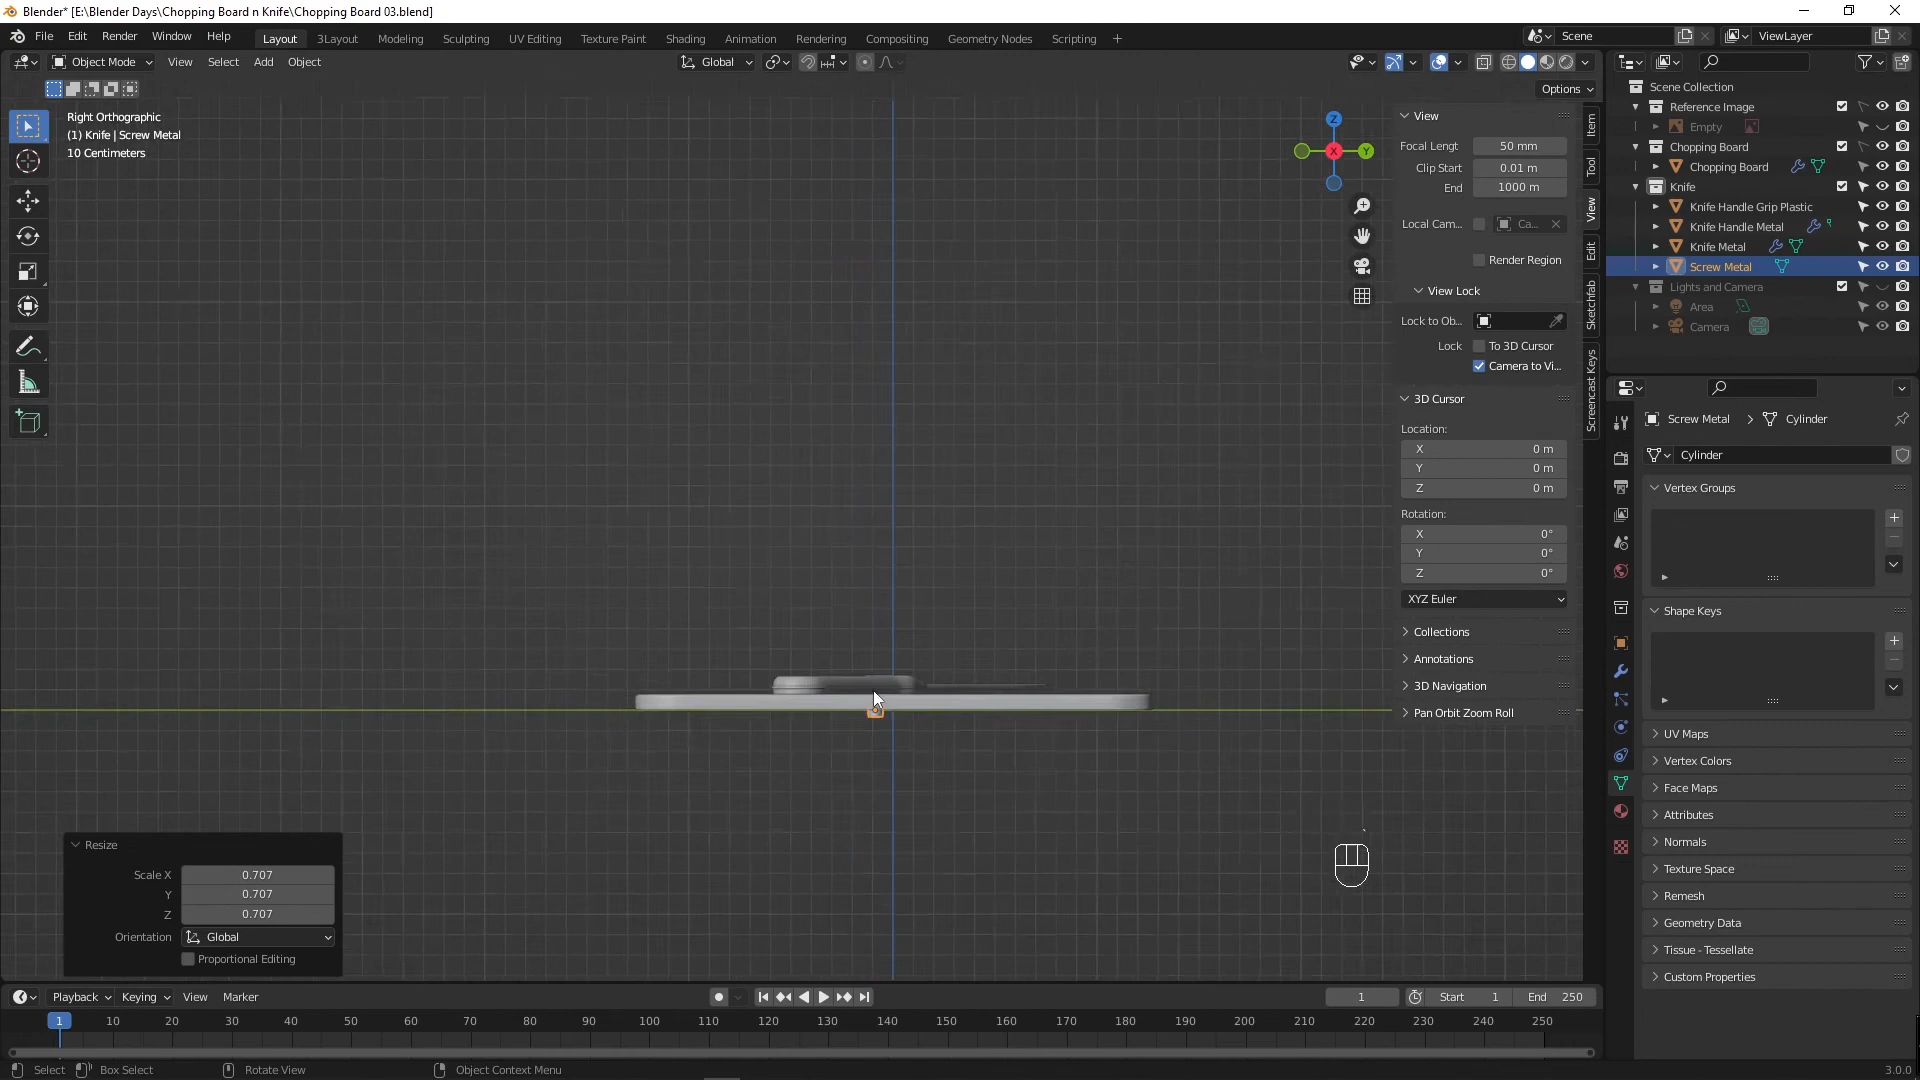 Blender* [E:\Blender Days\Chopping Board n Knife\Chopping Board 03.blend]
File Edit Render Window Help
Layout 3Layout Modeling Sculpting UV Editing Texture Paint Shading Animation Rendering Compositing Geometry Nodes Scripting +
Scene
ViewLayer
Object Mode View Select Add Object
Global
Options
Right Orthographic
(1) Knife | Screw Metal
10 Centimeters
Z
X
Y
View
Focal Lengt 50 mm
Clip Start 0.01 m
End 1000 m
Local Cam... Ca...
Render Region
View Lock
Lock to Ob...
Lock To 3D Cursor
Camera to Vi...
3D Cursor
Location:
X 0 m
Y 0 m
Z 0 m
Rotation:
X 0°
Y 0°
Z 0°
XYZ Euler
Collections
Annotations
3D Navigation
Pan Orbit Zoom Roll
Item
Tool
View
Edit
Sketchfab
Screencast Keys
Scene Collection
Reference Image
Empty
Chopping Board
Chopping Board
Knife
Knife Handle Grip Plastic
Knife Handle Metal
Knife Metal
Screw Metal
Lights and Camera
Area
Camera
Screw Metal > Cylinder
Cylinder
Vertex Groups
Shape Keys
UV Maps
Vertex Colors
Face Maps
Attributes
Normals
Texture Space
Remesh
Geometry Data
Tissue - Tessellate
Custom Properties
Resize
Scale X 0.707
Y 0.707
Z 0.707
Orientation Global
Proportional Editing
Playback Keying View Marker
1 Start 1 End 250
1 10 20 30 40 50 60 70 80 90 100 110 120 130 140 150 160 170 180 190 200 210 220 230 240 250
Select Box Select Rotate View Object Context Menu
3.0.0